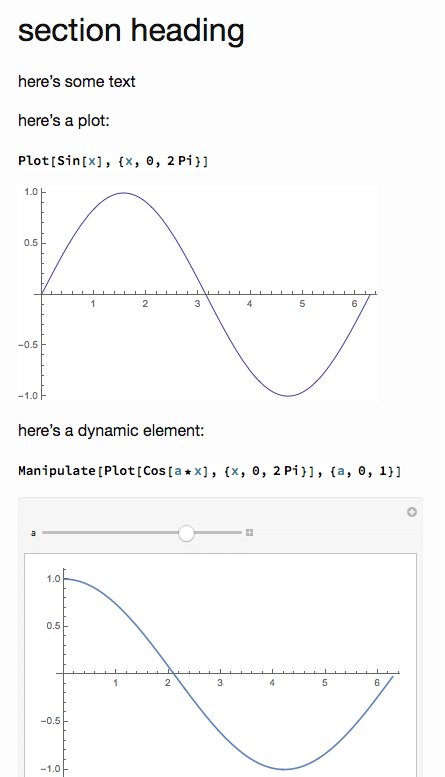 section heading
here’s some text
here’s a plot:
Plot[Sin[x], {x, 0, 2 Pi}]
1.0
0.5
1 2 3 4 5 6
-0.5
-1.0
here’s a dynamic element:
Manipulate[Plot[Cos[a * x], {x, 0, 2 Pi}], {a, 0, 1}]
a
1.0
0.5
1 2 3 4 5 6
-0.5
-1.0